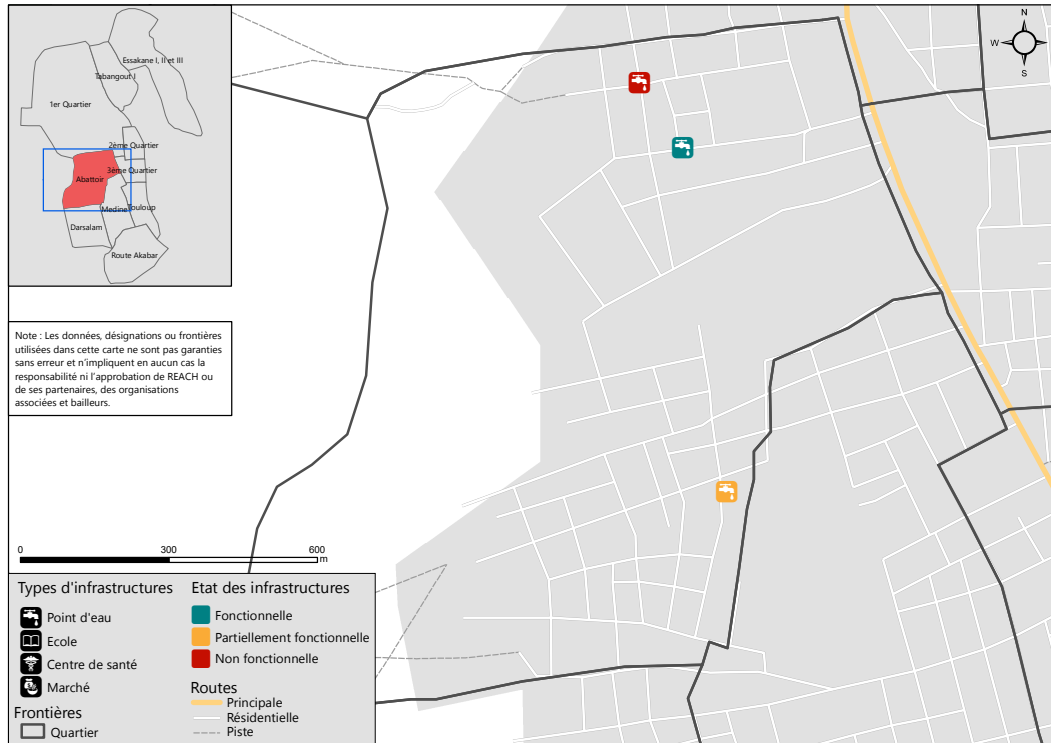 Essakane I, II et III
Tabangout I
1er Quartier
2ème Quartier
3ème Quartier
Abattoir
Medine
Touloup
Darsalam
Route Akabar
N
W
E
S
Note : Les données, désignations ou frontières
utilisées dans cette carte ne sont pas garanties
sans erreur et n'impliquent en aucun cas la
responsabilité ni l'approbation de REACH ou
de ses partenaires, des organisations
associées et bailleurs.
0 300 600
m
Types d'infrastructures
Point d'eau
Ecole
Centre de santé
Marché
Frontières
Quartier
Etat des infrastructures
Fonctionnelle
Partiellement fonctionnelle
Non fonctionnelle
Routes
Principale
Résidentielle
Piste